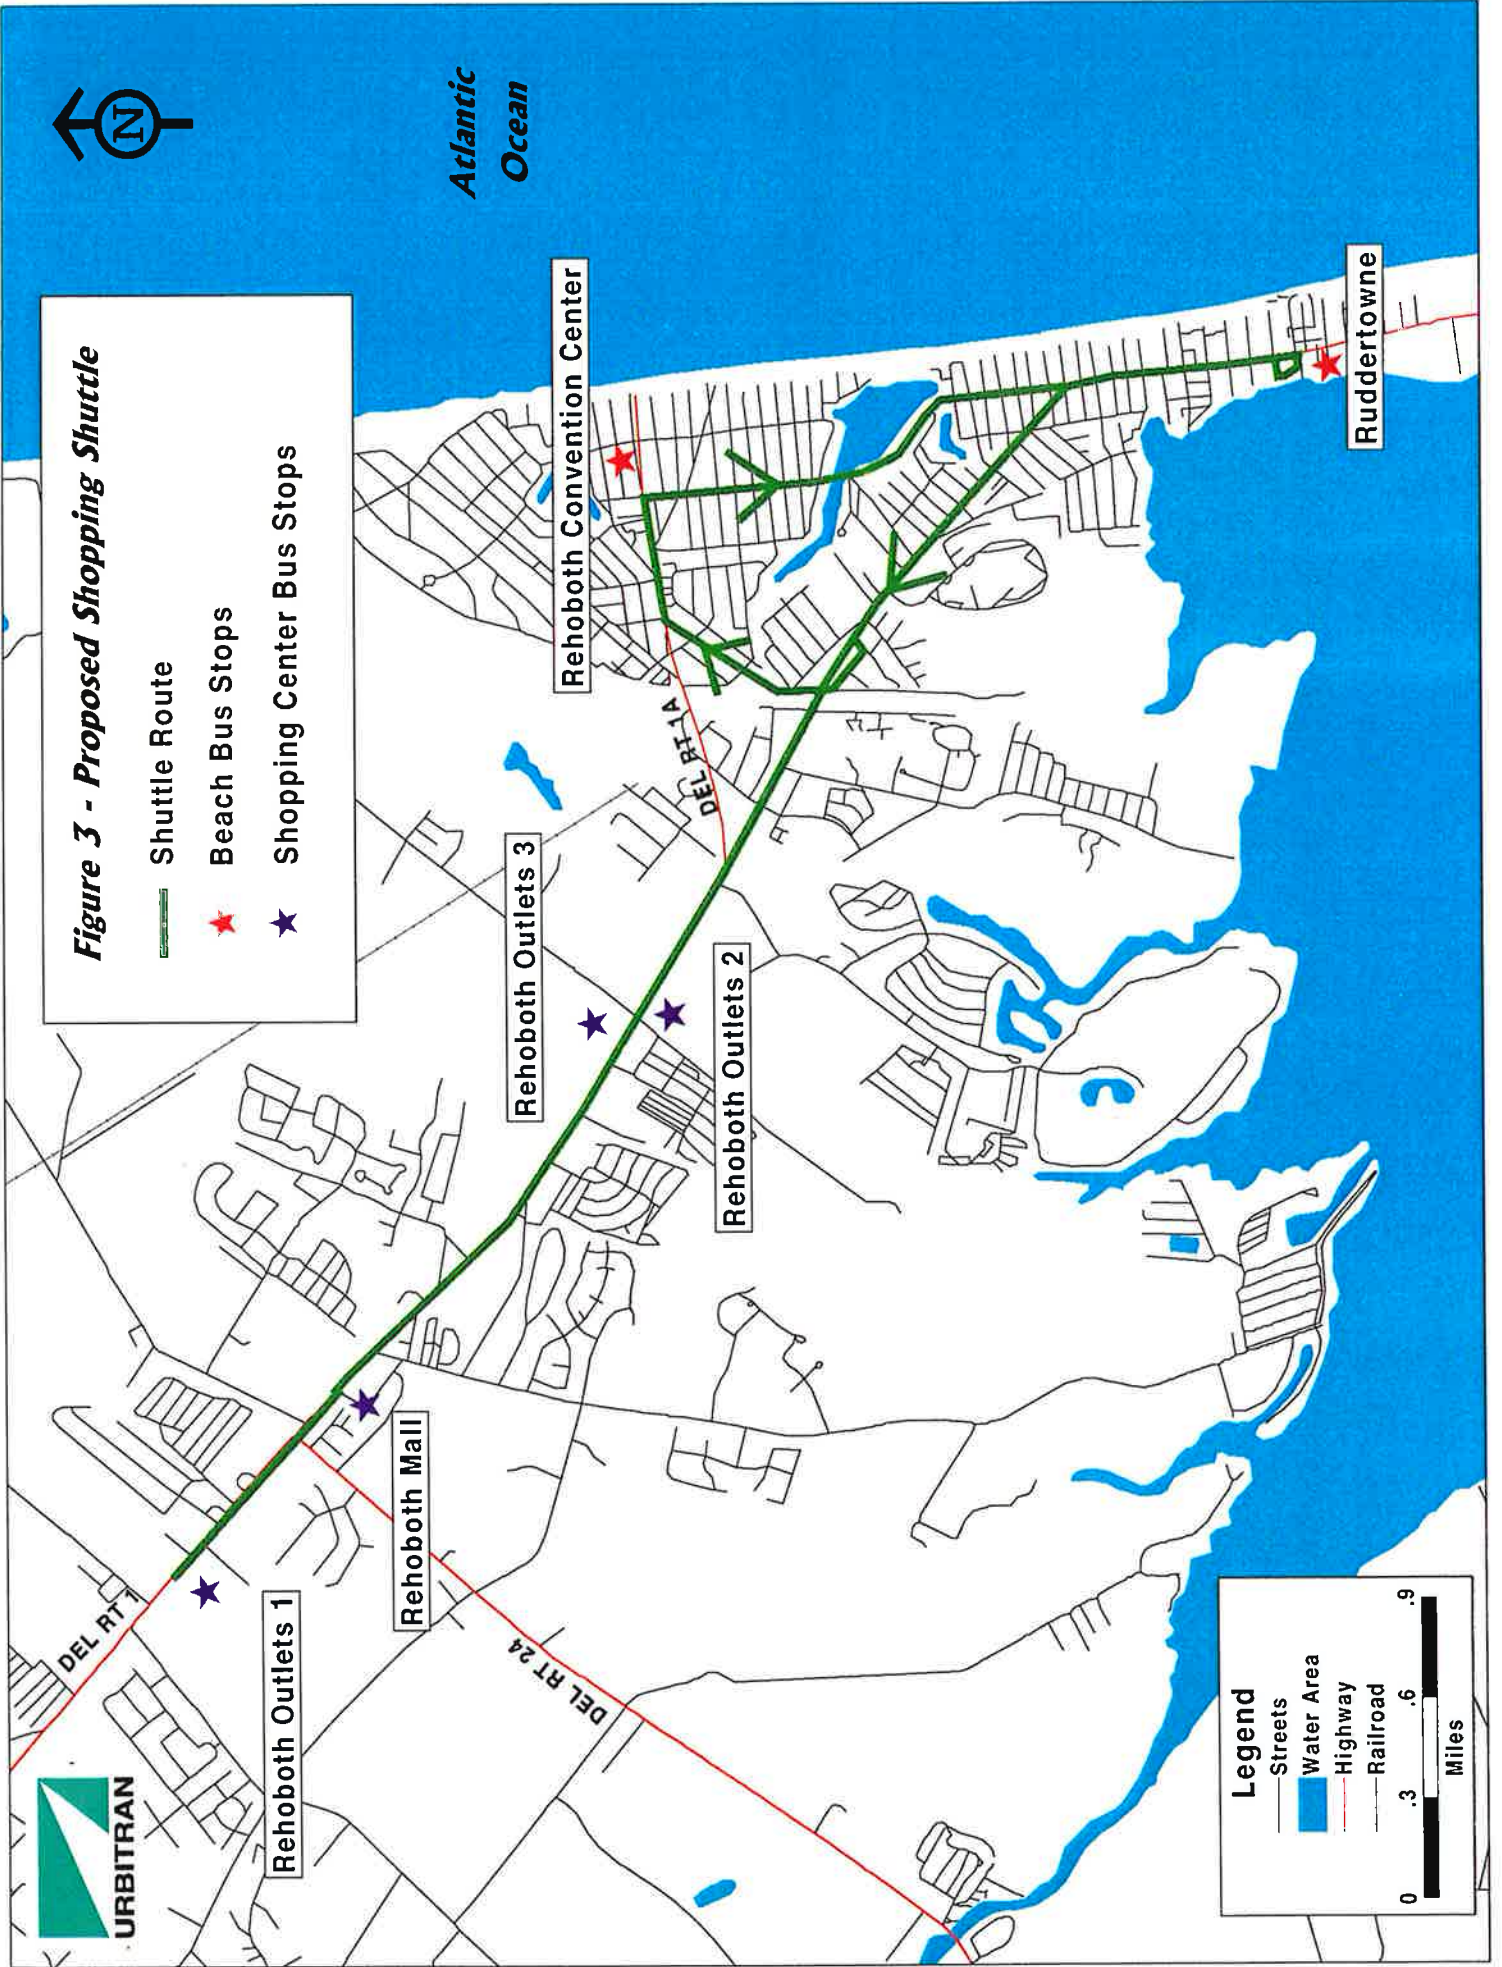 Figure 3 - Proposed Shopping Shuttle
Shuttle Route
Beach Bus Stops
Shopping Center Bus Stops
N
Atlantic
Ocean
DEL RT 1
Rehoboth Outlets 1
Rehoboth Mall
DEL RT 24
Rehoboth Outlets 3
Rehoboth Outlets 2
DEL RT 1A
Rehoboth Convention Center
Ruddertowne
URBITRAN
Legend
Streets
Water Area
Highway
Railroad
0 .3 .6 .9
Miles